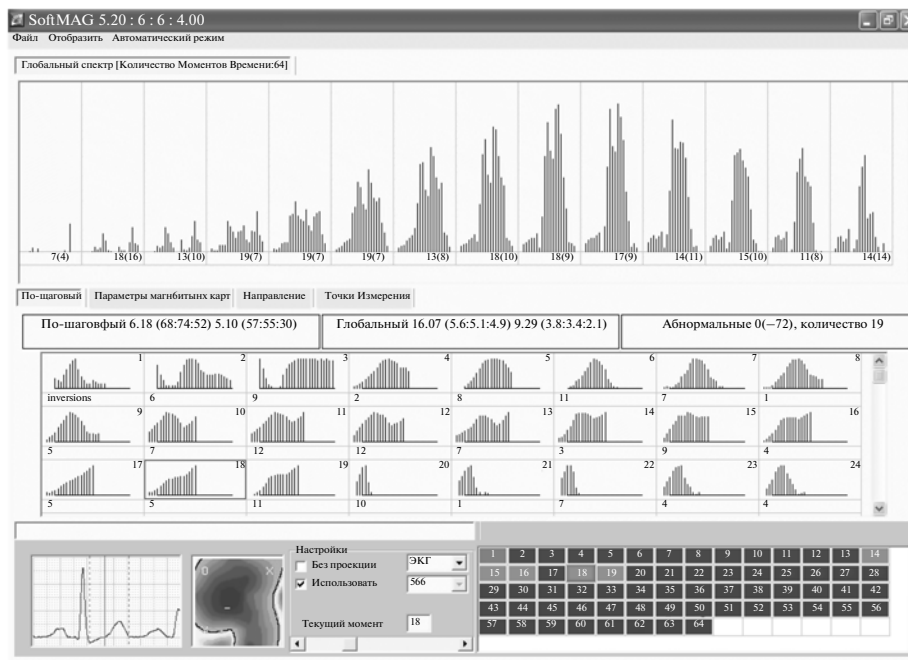 SoftMAG 5.20 : 6 : 6 : 4.00
Файл Отобразить Автоматический режим
Глобальный спектр [Количество Моментов Времени:64]
7(4) 18(16) 13(10) 19(7) 19(7) 19(7) 13(8) 18(10) 18(9) 17(9) 14(11) 15(10) 11(8) 14(14)
По-шаговый Параметры магнбитынх карт Направление Точки Измерения
По-шаговфый 6.18 (68:74:52) 5.10 (57:55:30) Глобальный 16.07 (5.6:5.1:4.9) 9.29 (3.8:3.4:2.1) Абнормальные 0(−72), количество 19
1 2 3 4 5 6 7 8
inversions 6 9 2 8 11 7 1
9 10 11 12 13 14 15 16
5 7 12 12 7 3 9 4
17 18 19 20 21 22 23 24
5 5 11 10 1 7 4 4
Настройки
Без проекции ЭКГ
Использовать 566
Текущий момент 18
0 X
1 2 3 4 5 6 7 8 9 10 11 12 13 14
15 16 17 18 19 20 21 22 23 24 25 26 27 28
29 30 31 32 33 34 35 36 37 38 39 40 41 42
43 44 45 46 47 48 49 50 51 52 53 54 55 56
57 58 59 60 61 62 63 64